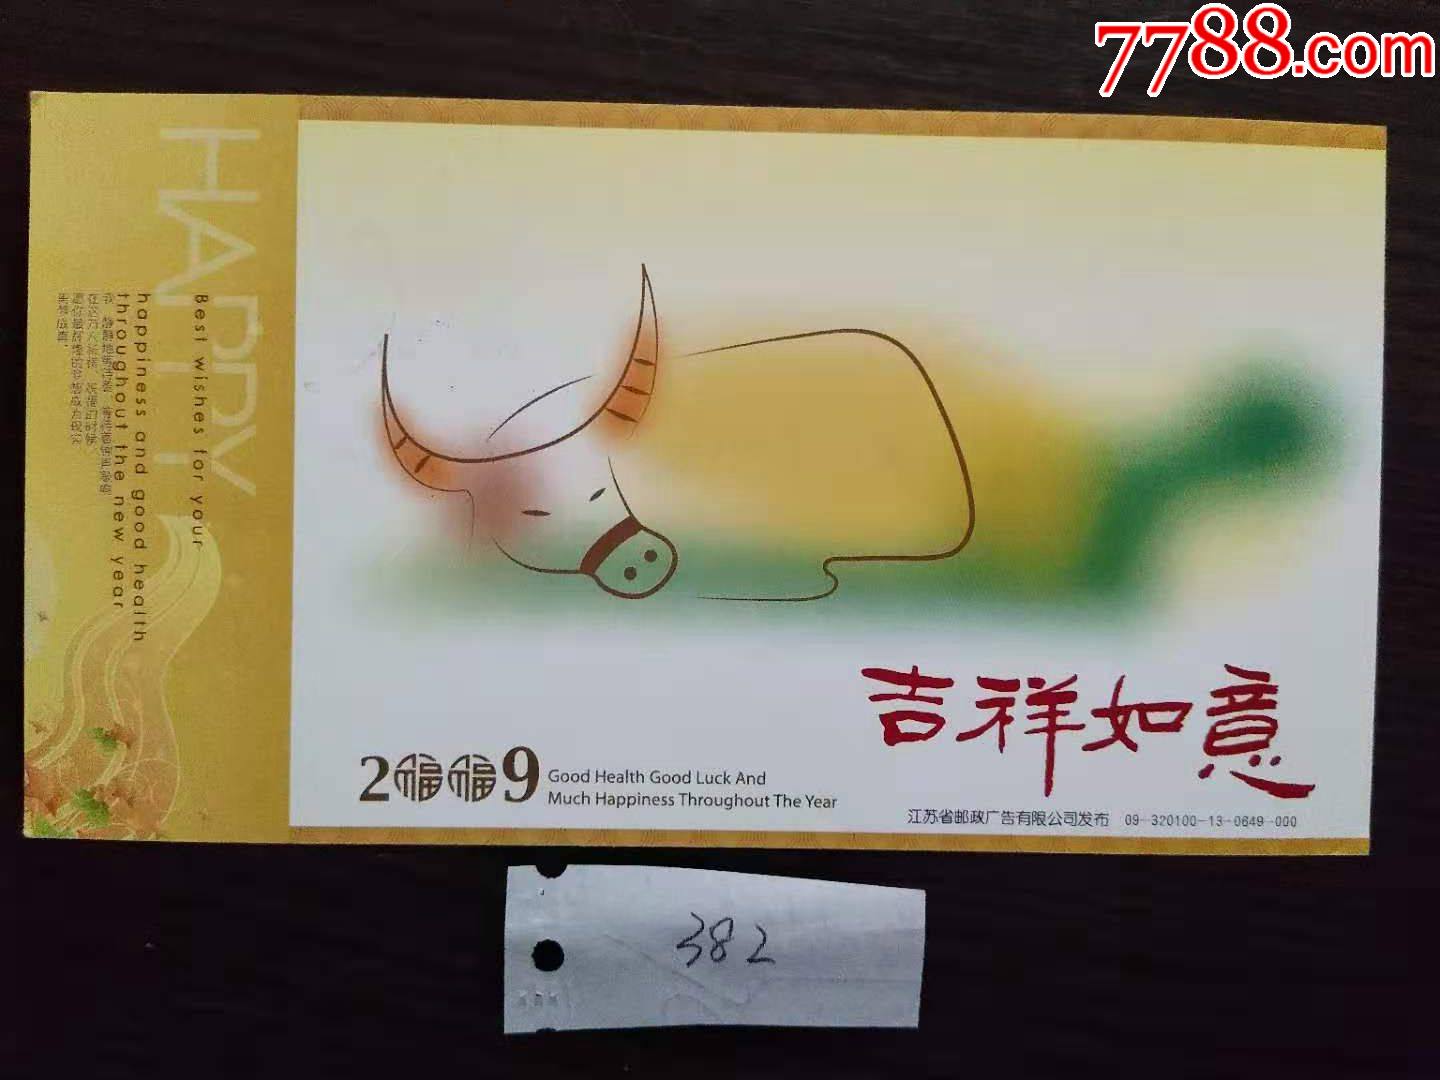 7788.com
HAPPY
Best wishes for your
happiness and good health
throughout the new year
吉祥如意
2福福9
Good Health Good Luck And
Much Happiness Throughout The Year
江苏省邮政广告有限公司发布 09-320100-13-0649-000
382